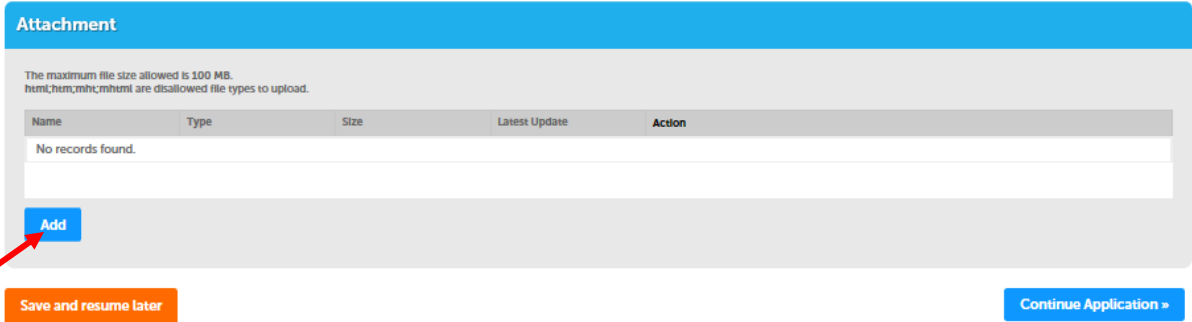 Attachment
The maximum file size allowed is 100 MB.
html;htm;mht;mhtml are disallowed file types to upload.
Name Type Size Latest Update Action
No records found.
Add
Save and resume later Continue Application »